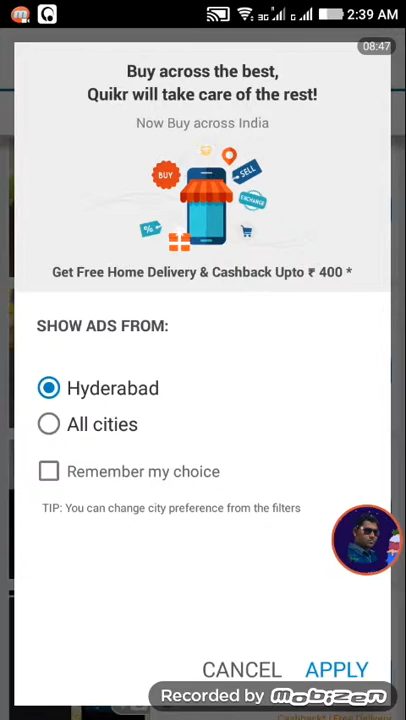 3G G 2:39 AM
08:47
Buy across the best,
Quikr will take care of the rest!
Now Buy across India
BUY
SELL
EXCHANGE
%
Get Free Home Delivery & Cashback Upto ₹ 400 *
SHOW ADS FROM:
Hyderabad
All cities
Remember my choice
TIP: You can change city preference from the filters
CANCEL APPLY
Recorded by mobizen